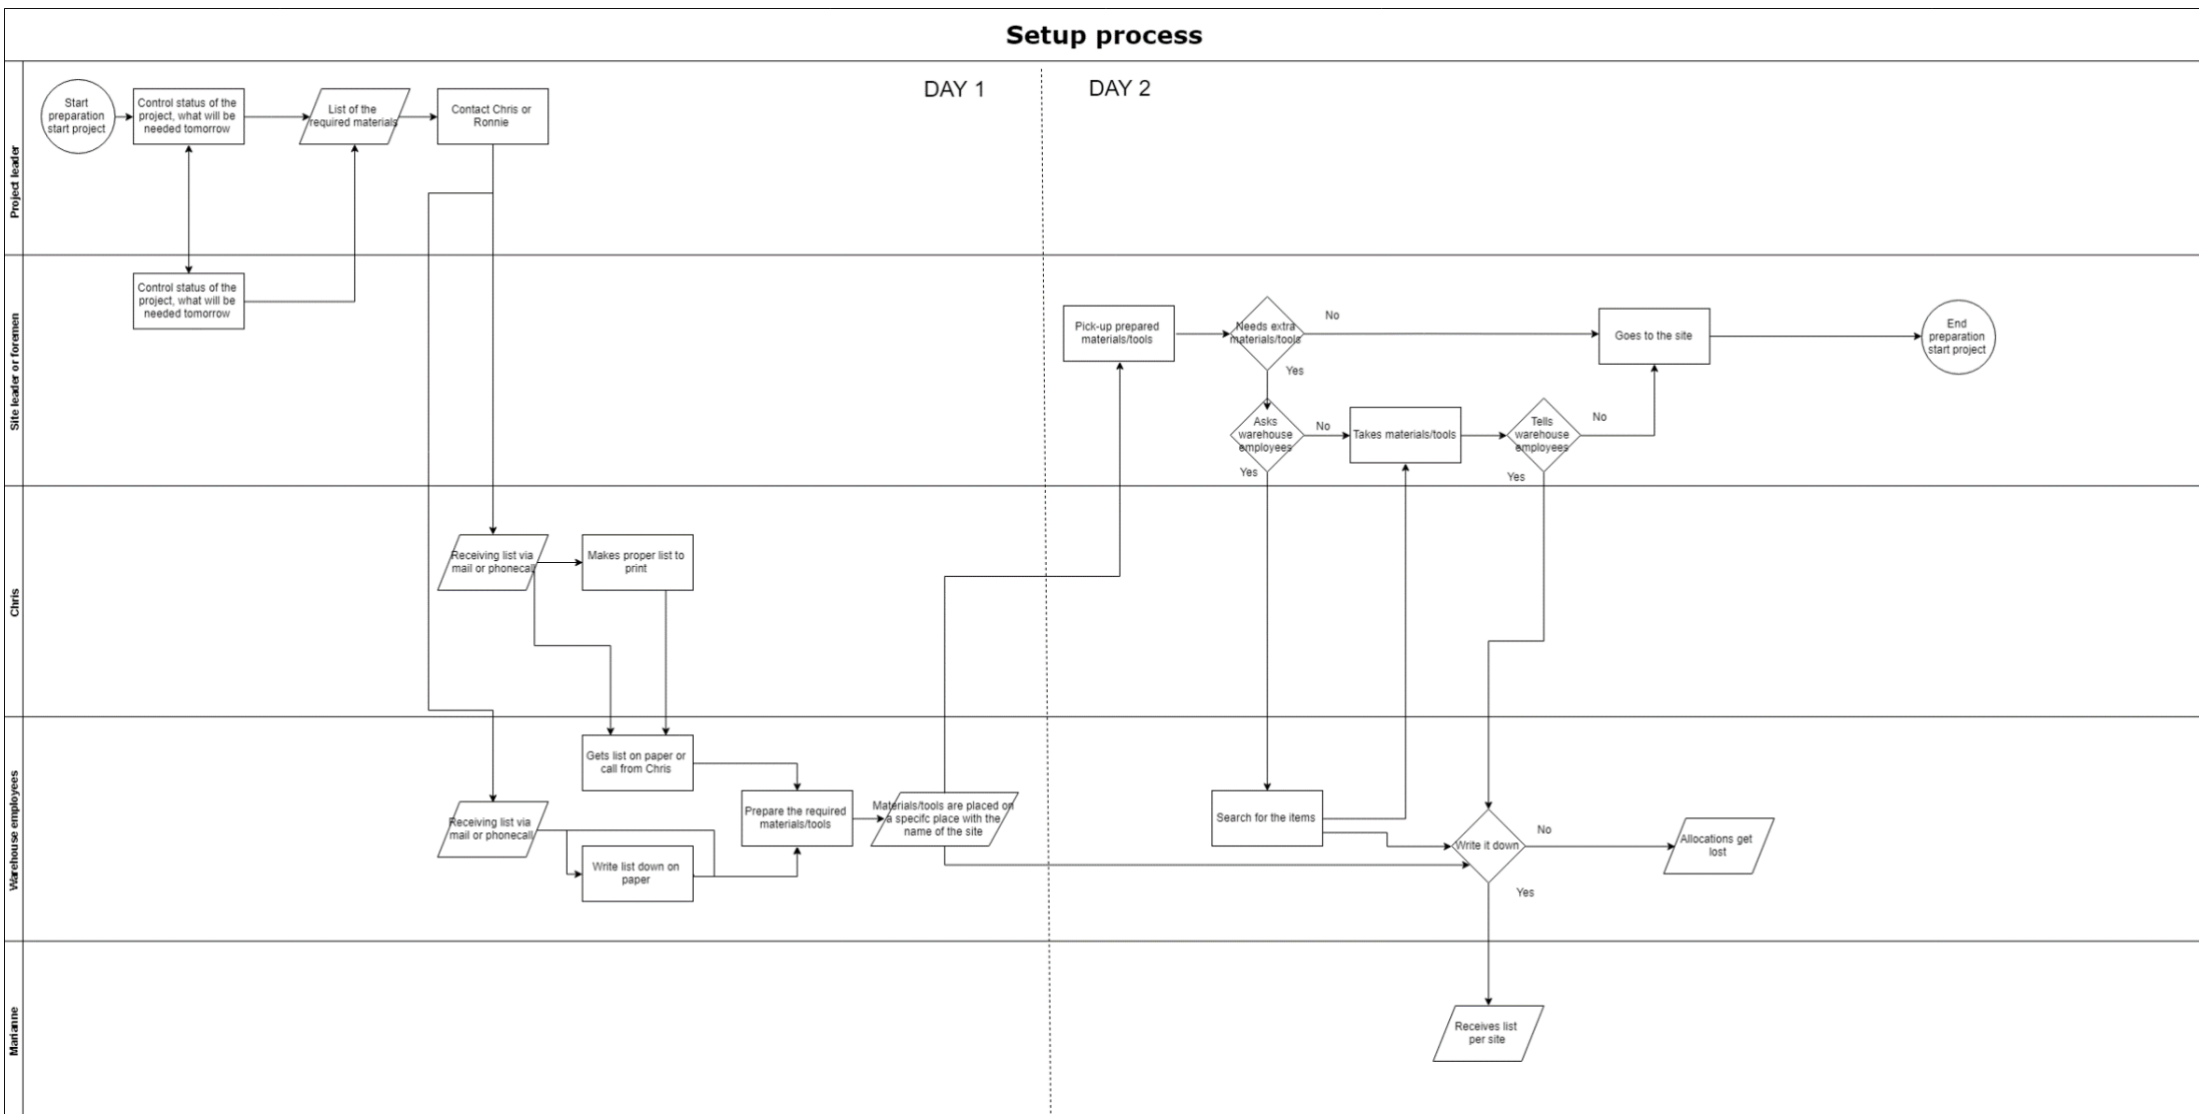 Setup process
DAY 1
DAY 2
Project leader
Start
preparation
start project
Control status of the
project, what will be
needed tomorrow
List of the
required materials
Contact Chris or
Ronnie
Site leader or foremen
Control status of the
project, what will be
needed tomorrow
Pick-up prepared
materials/tools
Needs extra
materials/tools
No
Yes
Goes to the site
End
preparation
start project
Asks
warehouse
employees
No
Yes
Takes materials/tools
Tells
warehouse
employees
No
Yes
Chris
Receiving list via
mail or phonecall
Makes proper list to
print
Warehouse employees
Gets list on paper or
call from Chris
Receiving list via
mail or phonecall
Write list down on
paper
Prepare the required
materials/tools
Materials/tools are placed on
a specifc place with the
name of the site
Search for the items
Write it down
No
Yes
Allocations get
lost
Marianne
Receives list
per site